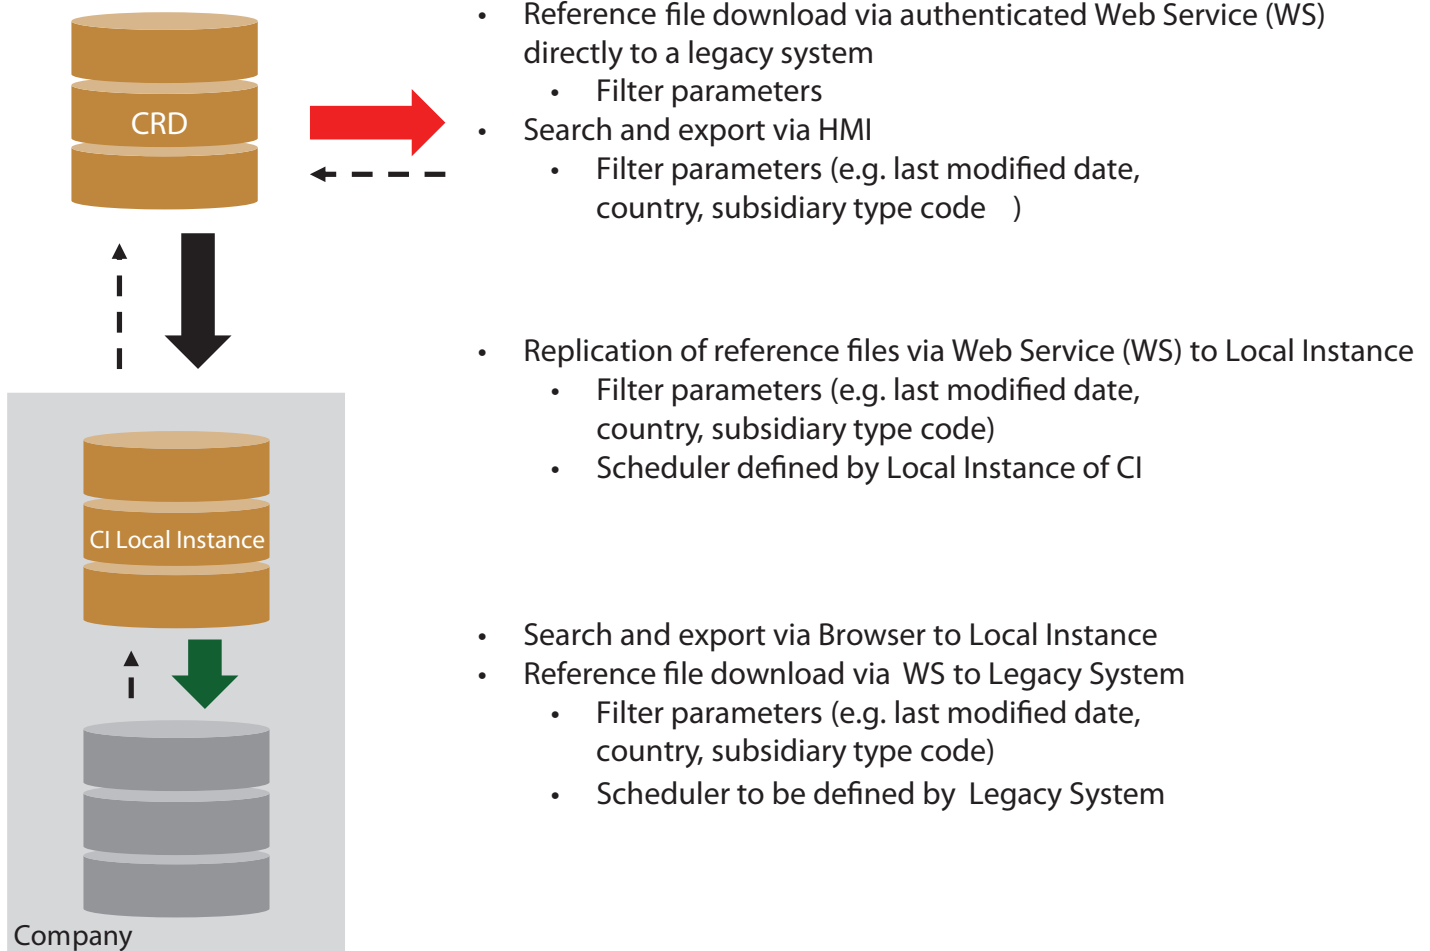 • Reference file download via authenticated Web Service (WS)
directly to a legacy system
• Filter parameters
• Search and export via HMI
• Filter parameters (e.g. last modified date,
country, subsidiary type code )
CRD
• Replication of reference files via Web Service (WS) to Local Instance
• Filter parameters (e.g. last modified date,
country, subsidiary type code)
• Scheduler defined by Local Instance of CI
CI Local Instance
• Search and export via Browser to Local Instance
• Reference file download via WS to Legacy System
• Filter parameters (e.g. last modified date,
country, subsidiary type code)
• Scheduler to be defined by Legacy System
Company